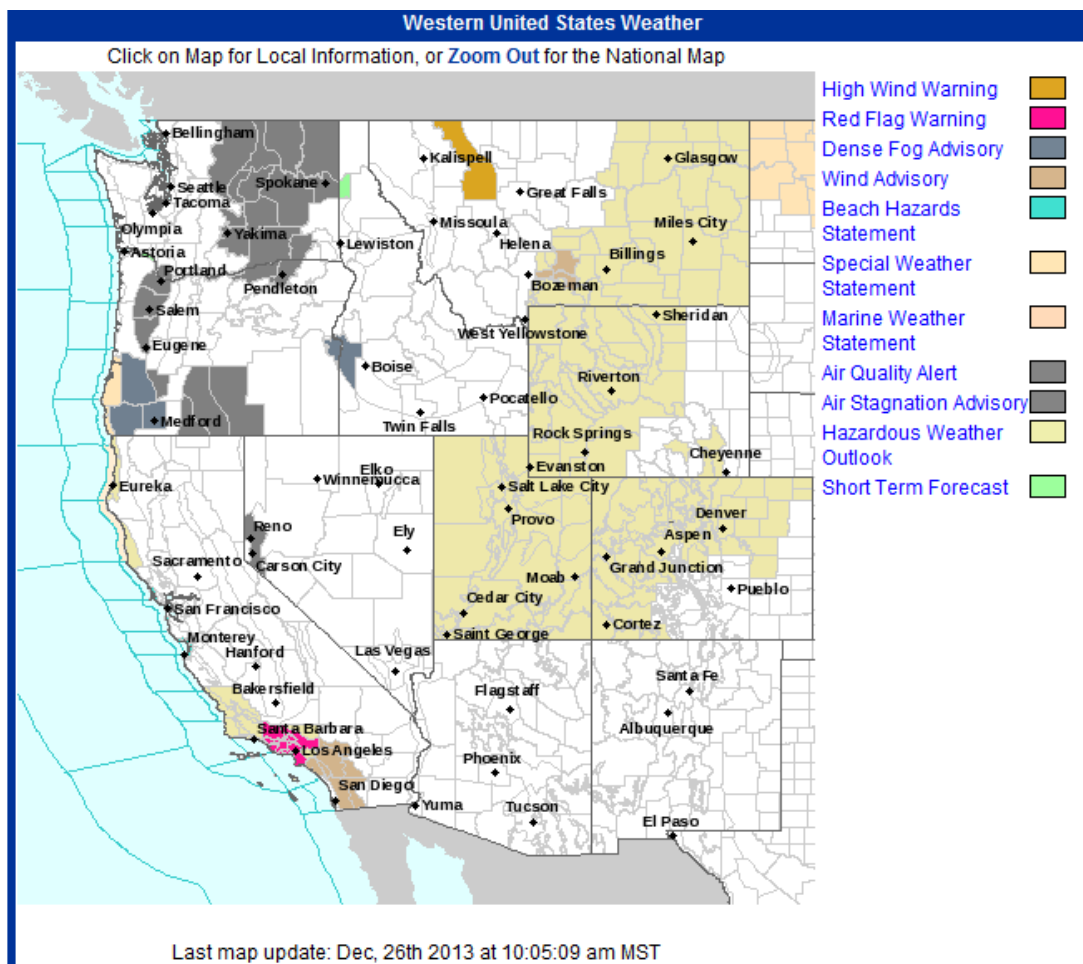 Western United States Weather
Click on Map for Local Information, or Zoom Out for the National Map
High Wind Warning
Red Flag Warning
Dense Fog Advisory
Wind Advisory
Beach Hazards
Statement
Special Weather
Statement
Marine Weather
Statement
Air Quality Alert
Air Stagnation Advisory
Hazardous Weather
Outlook
Short Term Forecast
Bellingham
Kalispell
Glasgow
Seattle
Spokane
Great Falls
Tacoma
Olympia
Missoula
Miles City
Yakima
Lewiston
Helena
Astoria
Billings
Portland
Pendleton
Bozeman
Salem
West Yellowstone
Sheridan
Eugene
Boise
Riverton
Pocatello
Medford
Twin Falls
Rock Springs
Cheyenne
Evanston
Elko
Winnemucca
Eureka
Salt Lake City
Provo
Denver
Reno
Ely
Aspen
Sacramento
Carson City
Grand Junction
Moab
Pueblo
Cedar City
San Francisco
Cortez
Saint George
Monterey
Hanford
Las Vegas
Santa Fe
Bakersfield
Flagstaff
Albuquerque
Santa Barbara
Los Angeles
Phoenix
San Diego
Yuma
Tucson
El Paso
Last map update: Dec, 26th 2013 at 10:05:09 am MST